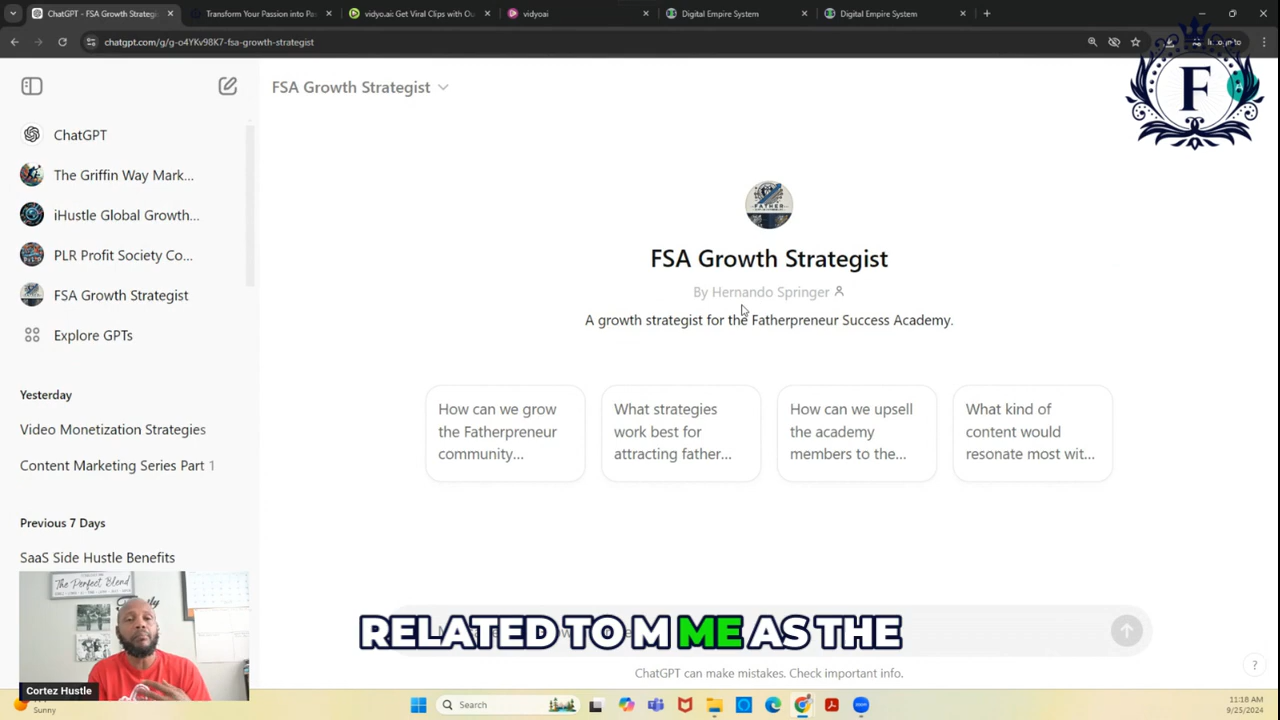 ChatGPT - FSA Growth Strategi
Transform Your Passion into Pa
vidyo.ai: Get Viral Clips with Ou
vidyoai
Digital Empire System
Digital Empire System
chatgpt.com/g/g-o4YKv98K7-fsa-growth-strategist
F
FSA Growth Strategist
ChatGPT
The Griffin Way Mark...
iHustle Global Growth...
PLR Profit Society Co...
FSA Growth Strategist
Explore GPTs
Yesterday
Video Monetization Strategies
Content Marketing Series Part 1
Previous 7 Days
SaaS Side Hustle Benefits
FSA Growth Strategist
By Hernando Springer
A growth strategist for the Fatherpreneur Success Academy.
How can we grow
the Fatherpreneur
community...
What strategies
work best for
attracting father...
How can we upsell
the academy
members to the...
What kind of
content would
resonate most wit...
RELATED TO M ME AS THE
ChatGPT can make mistakes. Check important info.
?
The Perfect Blend
Family
Cortez Hustle
Sunny
Search
11:18 AM
9/25/2024